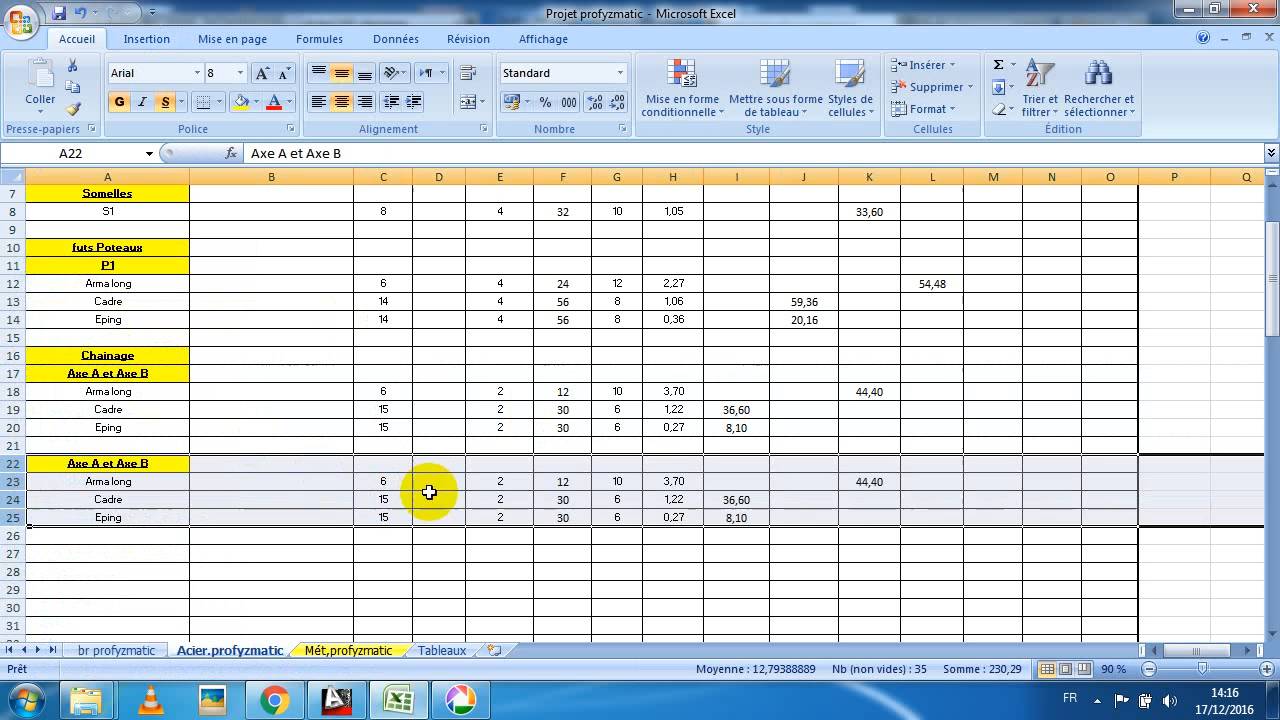 Projet profyzmatic - Microsoft Excel
Accueil Insertion Mise en page Formules Données Révision Affichage
Coller
Arial 8
G I S
Standard
% 000
Mise en forme conditionnelle
Mettre sous forme de tableau
Styles de cellules
Insérer
Supprimer
Format
Σ
Trier et filtrer
Rechercher et sélectionner
Presse-papiers Police Alignement Nombre Style Cellules Édition
A22 fx Axe A et Axe B
A B C D E F G H I J K L M N O P Q
7 Somelles
8 S1 8 4 32 10 1,05 33,60
9
10 futs Poteaux
11 P1
12 Arma long 6 4 24 12 2,27 54,48
13 Cadre 14 4 56 8 1,06 59,36
14 Eping 14 4 56 8 0,36 20,16
15
16 Chainage
17 Axe A et Axe B
18 Arma long 6 2 12 10 3,70 44,40
19 Cadre 15 2 30 6 1,22 36,60
20 Eping 15 2 30 6 0,27 8,10
21
22 Axe A et Axe B
23 Arma long 6 2 12 10 3,70 44,40
24 Cadre 15 2 30 6 1,22 36,60
25 Eping 15 2 30 6 0,27 8,10
26
27
28
29
30
31
br profyzmatic Acier.profyzmatic Mét,profyzmatic Tableaux
Prêt Moyenne : 12,79388889 Nb (non vides) : 35 Somme : 230,29 90 %
FR 14:16
17/12/2016